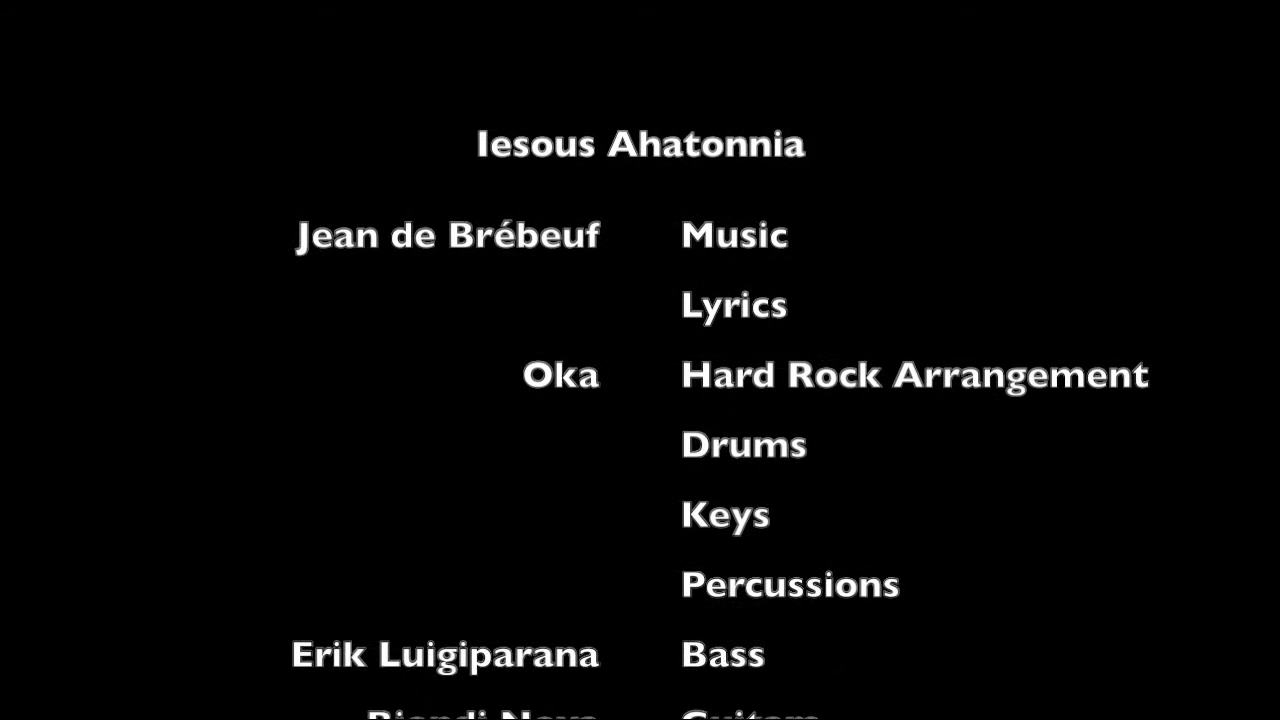 Iesous Ahatonnia
Jean de Brébeuf Music
Lyrics
Oka Hard Rock Arrangement
Drums
Keys
Percussions
Erik Luigiparana Bass